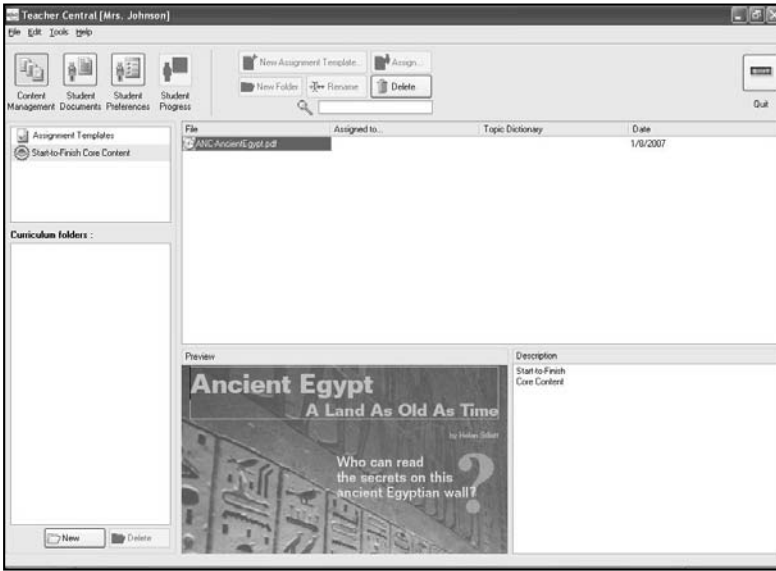 Teacher Central [Mrs. Johnson]
File Edit Tools Help
Content Management
Student Documents
Student Preferences
Student Progress
New Assignment Template...
Assign...
New Folder
Rename
Delete
Quit
Assignment Templates
Start-to-Finish Core Content
Curriculum folders :
New
Delete
File Assigned to... Topic Dictionary Date
ANC-AncientEgypt.pdf 1/8/2007
Preview
Ancient Egypt
A Land As Old As Time
by Helen
Who can read
the secrets on this
ancient Egyptian wall?
Description
Start-to-Finish
Core Content